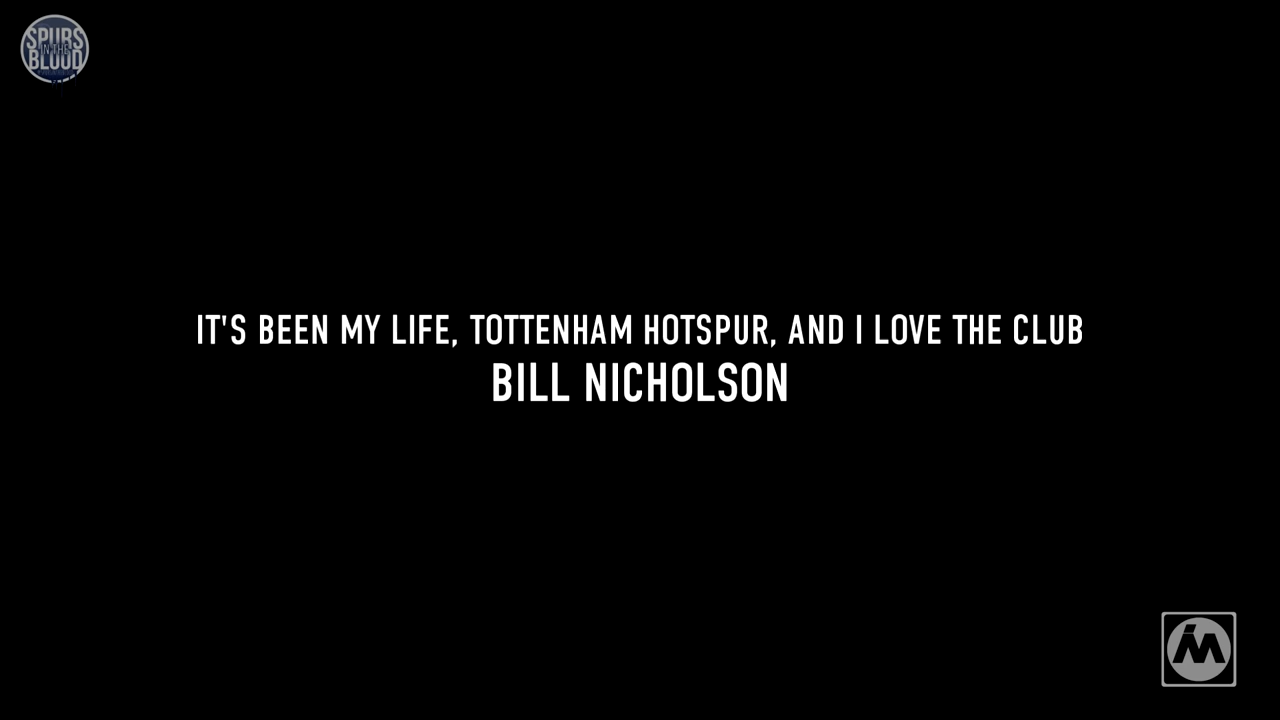 SPURS
IN THE
BLOOD
IT'S BEEN MY LIFE, TOTTENHAM HOTSPUR, AND I LOVE THE CLUB
BILL NICHOLSON